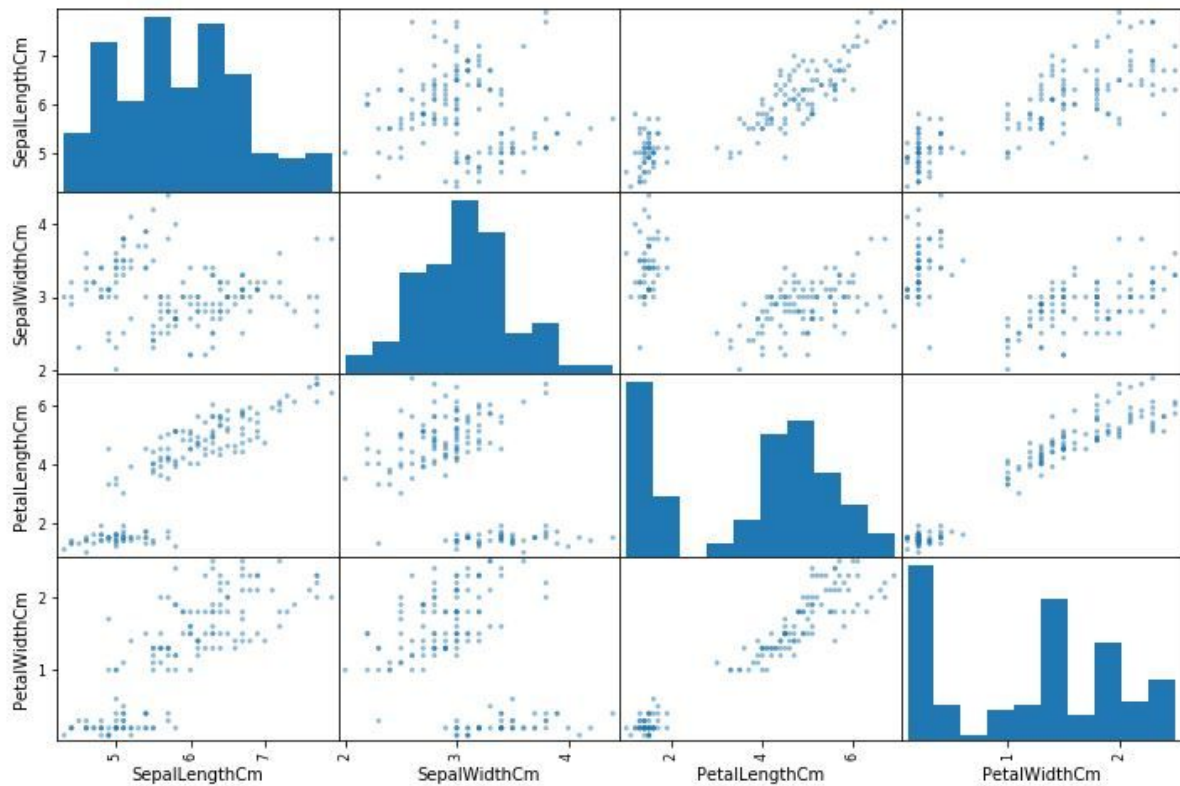 SepalLengthCm
7
6
5
SepalWidthCm
4
3
2
PetalLengthCm
6
4
2
PetalWidthCm
2
1
5 6 7 2 3 4 2 4 6 1 2
SepalLengthCm SepalWidthCm PetalLengthCm PetalWidthCm